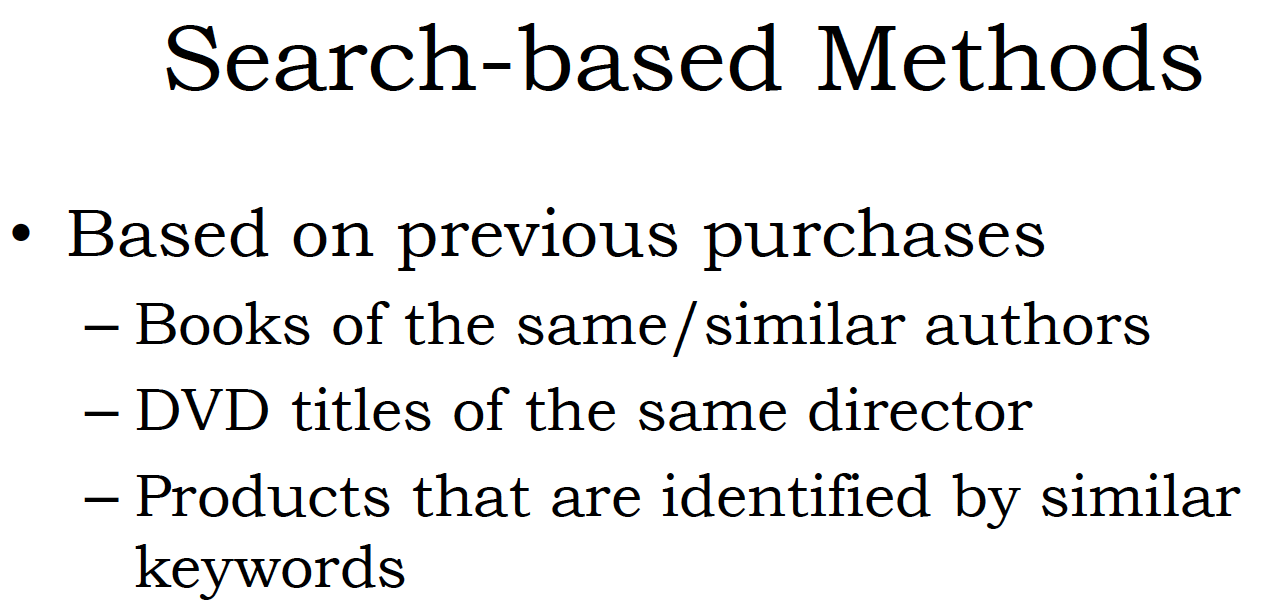 Search-based Methods
• Based on previous purchases
– Books of the same/similar authors
– DVD titles of the same director
– Products that are identified by similar
keywords